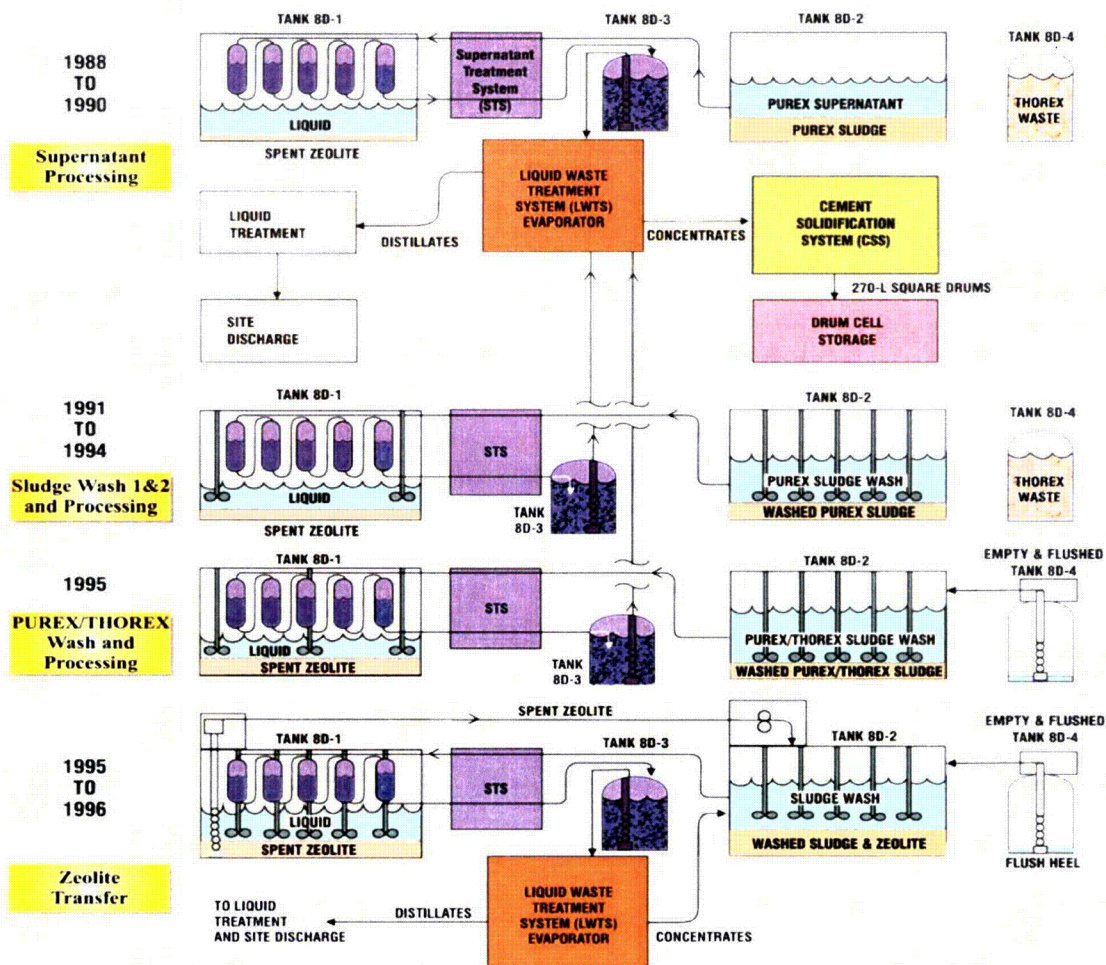 TANK 8D-1
TANK 8D-3
TANK 8D-2
TANK 8D-4
1988
TO
1990
Supernatant
Processing
Supernatant
Treatment
System
(STS)
LIQUID
SPENT ZEOLITE
PUREX SUPERNATANT
PUREX SLUDGE
THOREX
WASTE
LIQUID
TREATMENT
DISTILLATES
LIQUID WASTE
TREATMENT
SYSTEM (LWTS)
EVAPORATOR
CONCENTRATES
CEMENT
SOLIDIFICATION
SYSTEM (CSS)
270-L SQUARE DRUMS
SITE
DISCHARGE
DRUM CELL
STORAGE
1991
TO
1994
Sludge Wash 1&2
and Processing
TANK 8D-1
TANK 8D-2
TANK 8D-4
STS
LIQUID
SPENT ZEOLITE
TANK
8D-3
PUREX SLUDGE WASH
WASHED PUREX SLUDGE
THOREX
WASTE
1995
PUREX/THOREX
Wash and
Processing
TANK 8D-1
TANK 8D-2
EMPTY & FLUSHED
TANK 8D-4
STS
LIQUID
SPENT ZEOLITE
TANK
8D-3
PUREX/THOREX SLUDGE WASH
WASHED PUREX/THOREX SLUDGE
SPENT ZEOLITE
1995
TO
1996
Zeolite
Transfer
TANK 8D-1
TANK 8D-3
TANK 8D-2
EMPTY & FLUSHED
TANK 8D-4
STS
LIQUID
SPENT ZEOLITE
SLUDGE WASH
WASHED SLUDGE & ZEOLITE
FLUSH HEEL
TO LIQUID
TREATMENT
AND SITE DISCHARGE
DISTILLATES
LIQUID WASTE
TREATMENT
SYSTEM (LWTS)
EVAPORATOR
CONCENTRATES